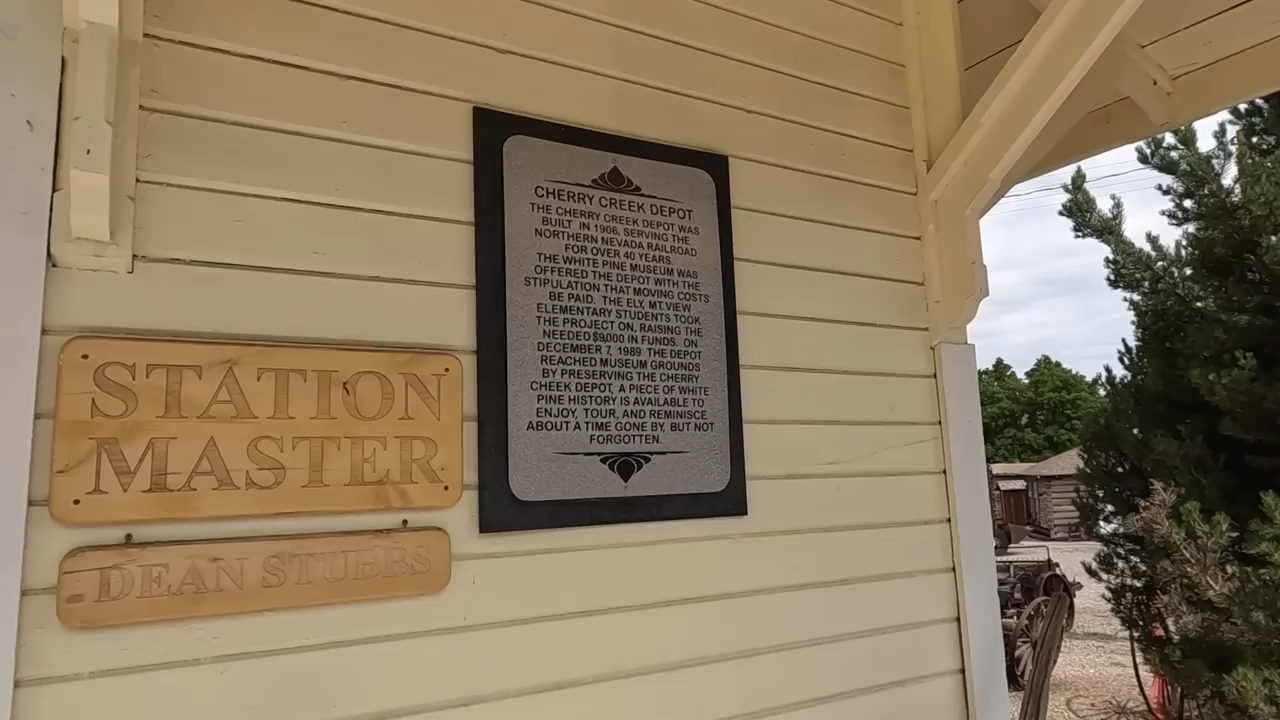 STATION
MASTER
DEAN STUBBS
CHERRY CREEK DEPOT
THE CHERRY CREEK DEPOT WAS
BUILT IN 1906, SERVING THE
NORTHERN NEVADA RAILROAD
FOR OVER 40 YEARS.
THE WHITE PINE MUSEUM WAS
OFFERED THE DEPOT WITH THE
STIPULATION THAT MOVING COSTS
BE PAID. THE ELY, MT VIEW
ELEMENTARY STUDENTS TOOK
THE PROJECT ON, RAISING THE
NEEDED $9,000 IN FUNDS. ON
DECEMBER 7, 1989 THE DEPOT
REACHED MUSEUM GROUNDS
BY PRESERVING THE CHERRY
CHEEK DEPOT, A PIECE OF WHITE
PINE HISTORY IS AVAILABLE TO
ENJOY, TOUR, AND REMINISCE
ABOUT A TIME GONE BY, BUT NOT
FORGOTTEN.